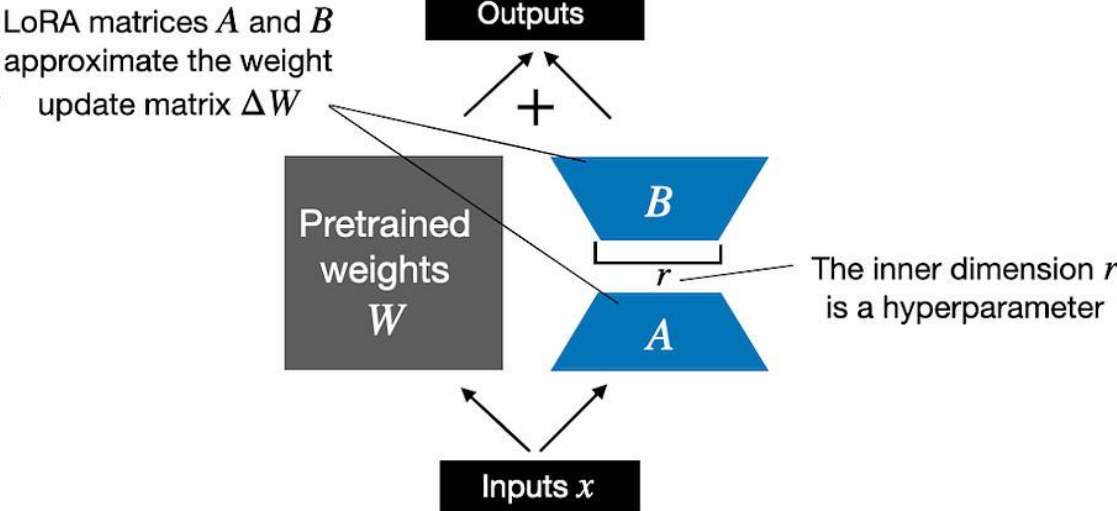 Outputs
LoRA matrices A and B
approximate the weight
update matrix ΔW
+
Pretrained
weights
W
B
r
The inner dimension r
is a hyperparameter
A
Inputs x